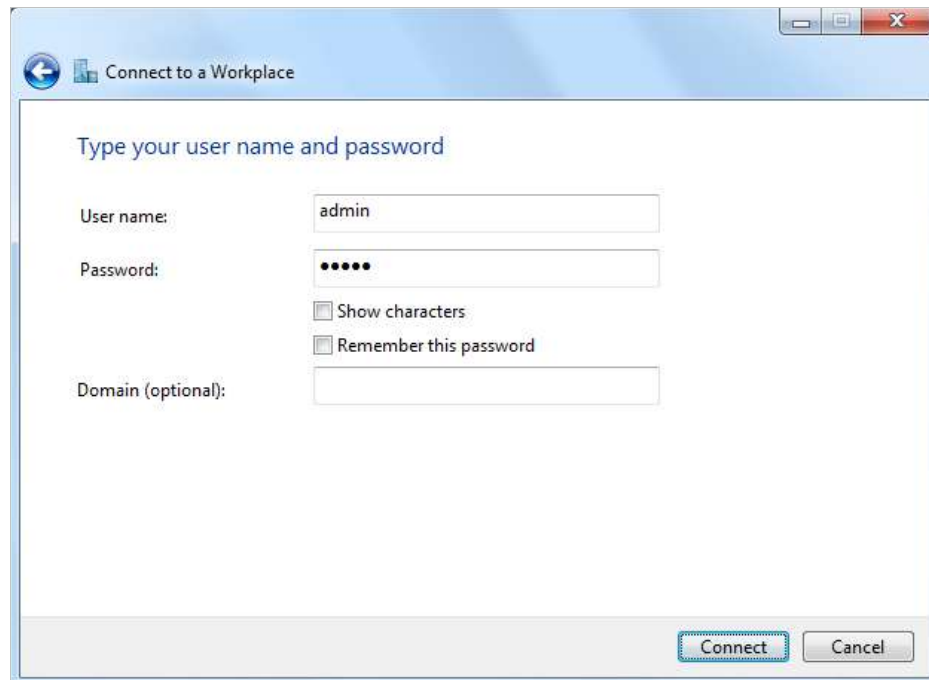 Connect to a Workplace
Type your user name and password
User name:
admin
Password:
•••••
Show characters
Remember this password
Domain (optional):
Connect
Cancel